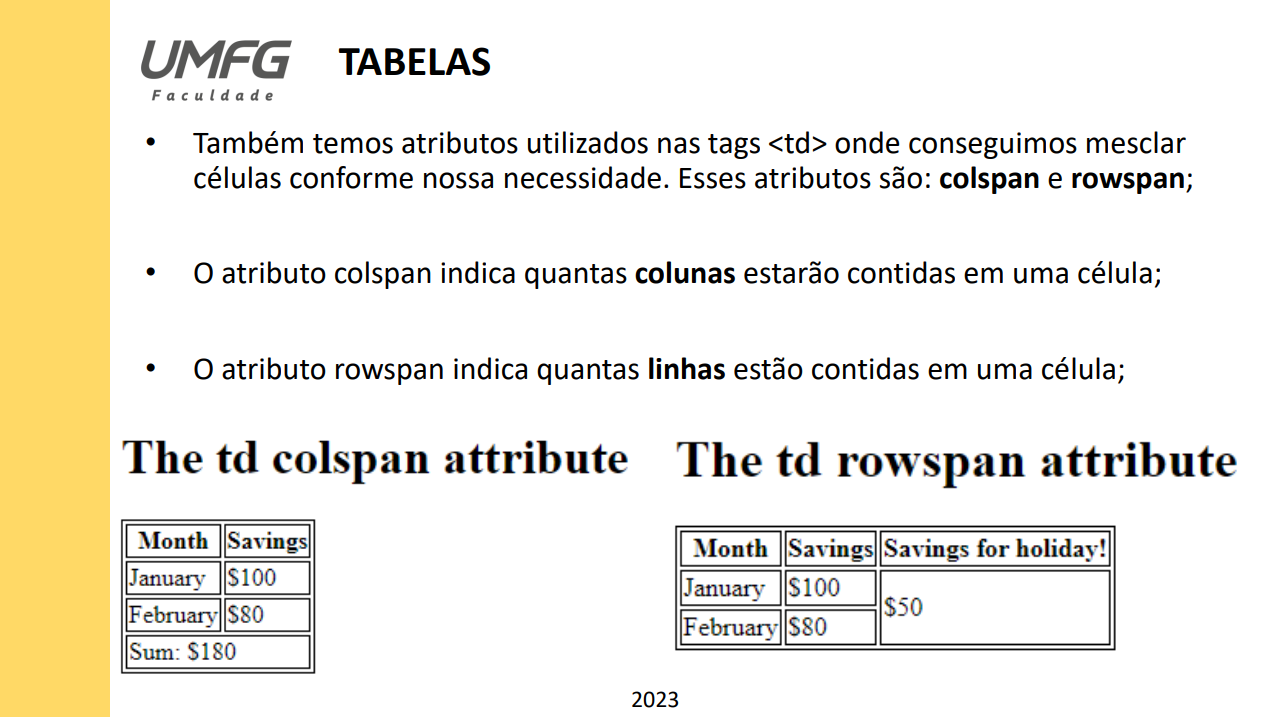 UMFG
Faculdade
TABELAS
• Também temos atributos utilizados nas tags <td> onde conseguimos mesclar
células conforme nossa necessidade. Esses atributos são: colspan e rowspan;
• O atributo colspan indica quantas colunas estarão contidas em uma célula;
• O atributo rowspan indica quantas linhas estão contidas em uma célula;
The td colspan attribute
Month Savings
January $100
February $80
Sum: $180
The td rowspan attribute
Month Savings Savings for holiday!
January $100 $50
February $80
2023